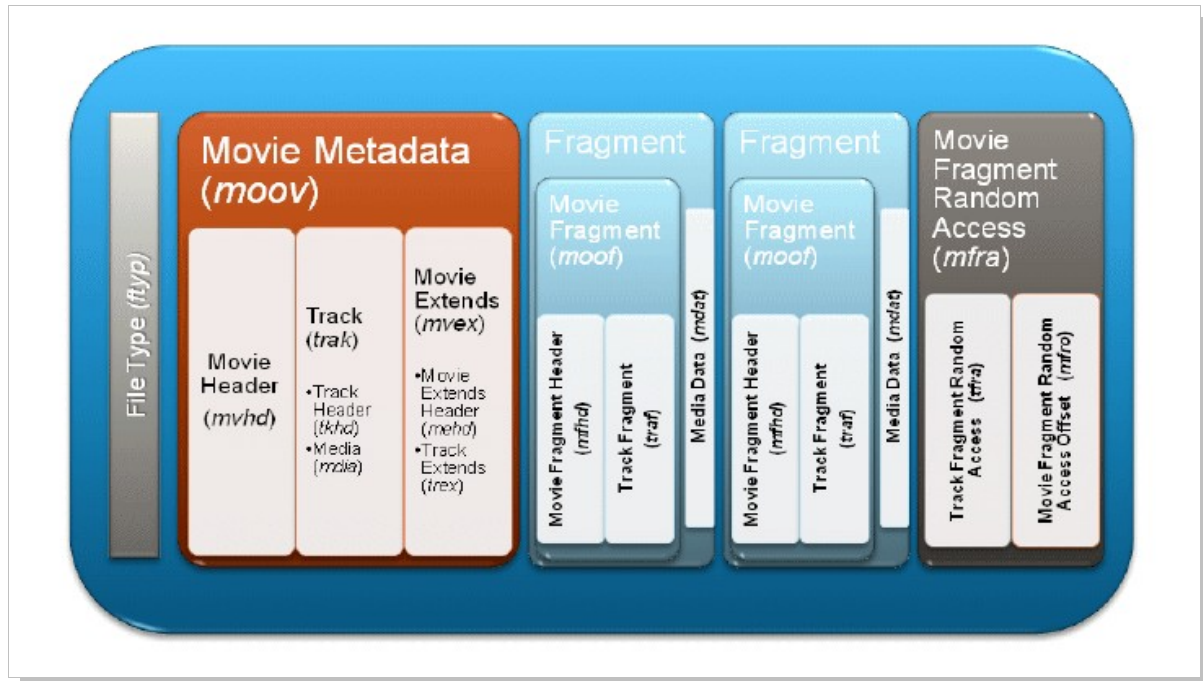 File Type (ftyp)
Movie Metadata
(moov)
Movie
Header
(mvhd)
Track
(trak)
•Track
Header
(tkhd)
•Media
(mdia)
Movie
Extends
(mvex)
•Movie
Extends
Header
(mehd)
•Track
Extends
(trex)
Fragment
Movie
Fragment
(moof)
Movie Fragment Header
(mfhd)
Track Fragment
(traf)
Media Data (mdat)
Fragment
Movie
Fragment
(moof)
Movie Fragment Header
(mfhd)
Track Fragment
(traf)
Media Data (mdat)
Movie
Fragment
Random
Access
(mfra)
Track Fragment Random
Access (tfra)
Movie Fragment Random
Access Offset (mfro)